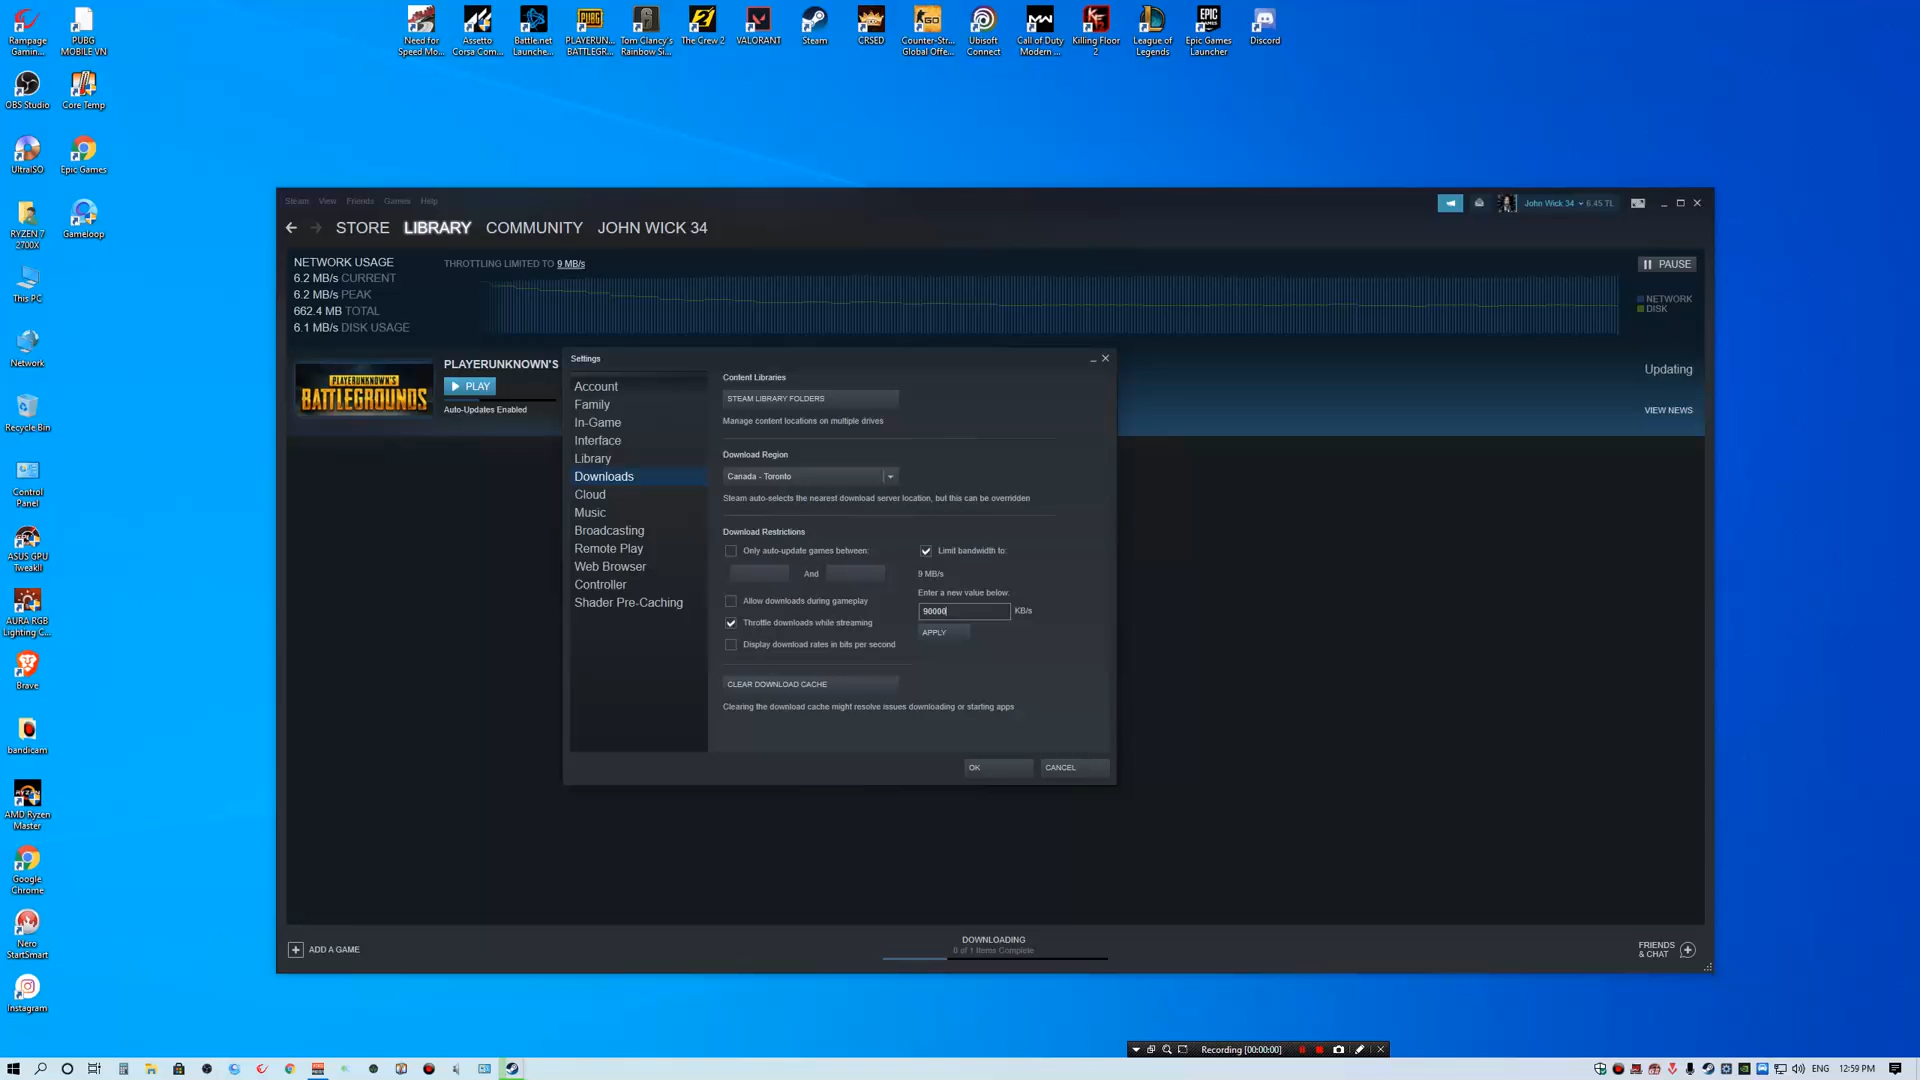 Rampage Gaming...
PUBG MOBILE VN
Need for Speed Mo...
Assetto Corsa Com...
Battle.net Launche...
PLAYERUN... BATTLEGR...
Tom Clancy's Rainbow Si...
The Crew 2
VALORANT
Steam
CRSED
Counter-Str... Global Offe...
Ubisoft Connect
Call of Duty Modern ...
Killing Floor 2
League of Legends
Epic Games Launcher
Discord
OBS Studio
Core Temp
UltraISO
Epic Games
RYZEN 7 2700X
Gameloop
This PC
Network
Recycle Bin
Control Panel
ASUS GPU TweakII
AURA RGB Lighting C...
Brave
bandicam
AMD Ryzen Master
Google Chrome
Nero StartSmart
Instagram
Steam View Friends Games Help
John Wick 34 6.45 TL
STORE LIBRARY COMMUNITY JOHN WICK 34
NETWORK USAGE
6.2 MB/s CURRENT
6.2 MB/s PEAK
662.4 MB TOTAL
6.1 MB/s DISK USAGE
THROTTLING LIMITED TO 9 MB/s
PAUSE
NETWORK
DISK
PLAYERUNKNOWN'S
BATTLEGROUNDS
PLAYERUNKNOWN'S
PLAY
Auto-Updates Enabled
Updating
VIEW NEWS
Settings
Account
Family
In-Game
Interface
Library
Downloads
Cloud
Music
Broadcasting
Remote Play
Web Browser
Controller
Shader Pre-Caching
Content Libraries
STEAM LIBRARY FOLDERS
Manage content locations on multiple drives
Download Region
Canada - Toronto
Steam auto-selects the nearest download server location, but this can be overridden
Download Restrictions
Only auto-update games between:
And
Limit bandwidth to:
9 MB/s
Enter a new value below.
90000 KB/s
APPLY
Allow downloads during gameplay
Throttle downloads while streaming
Display download rates in bits per second
CLEAR DOWNLOAD CACHE
Clearing the download cache might resolve issues downloading or starting apps
OK
CANCEL
ADD A GAME
DOWNLOADING
0 of 1 Items Complete
FRIENDS & CHAT
Recording [00:00:00]
ENG 12:59 PM